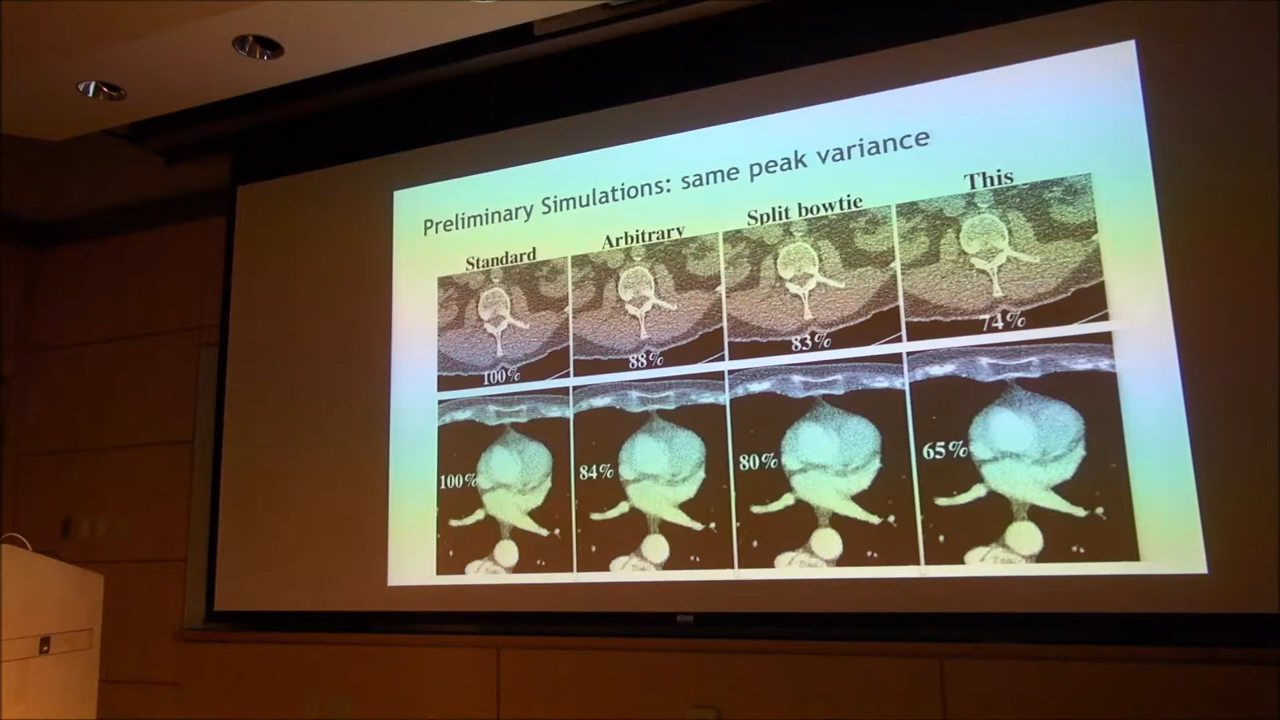 Preliminary Simulations: same peak variance
Standard
Arbitrary
Split bowtie
This
100%
88%
83%
74%
100%
84%
80%
65%